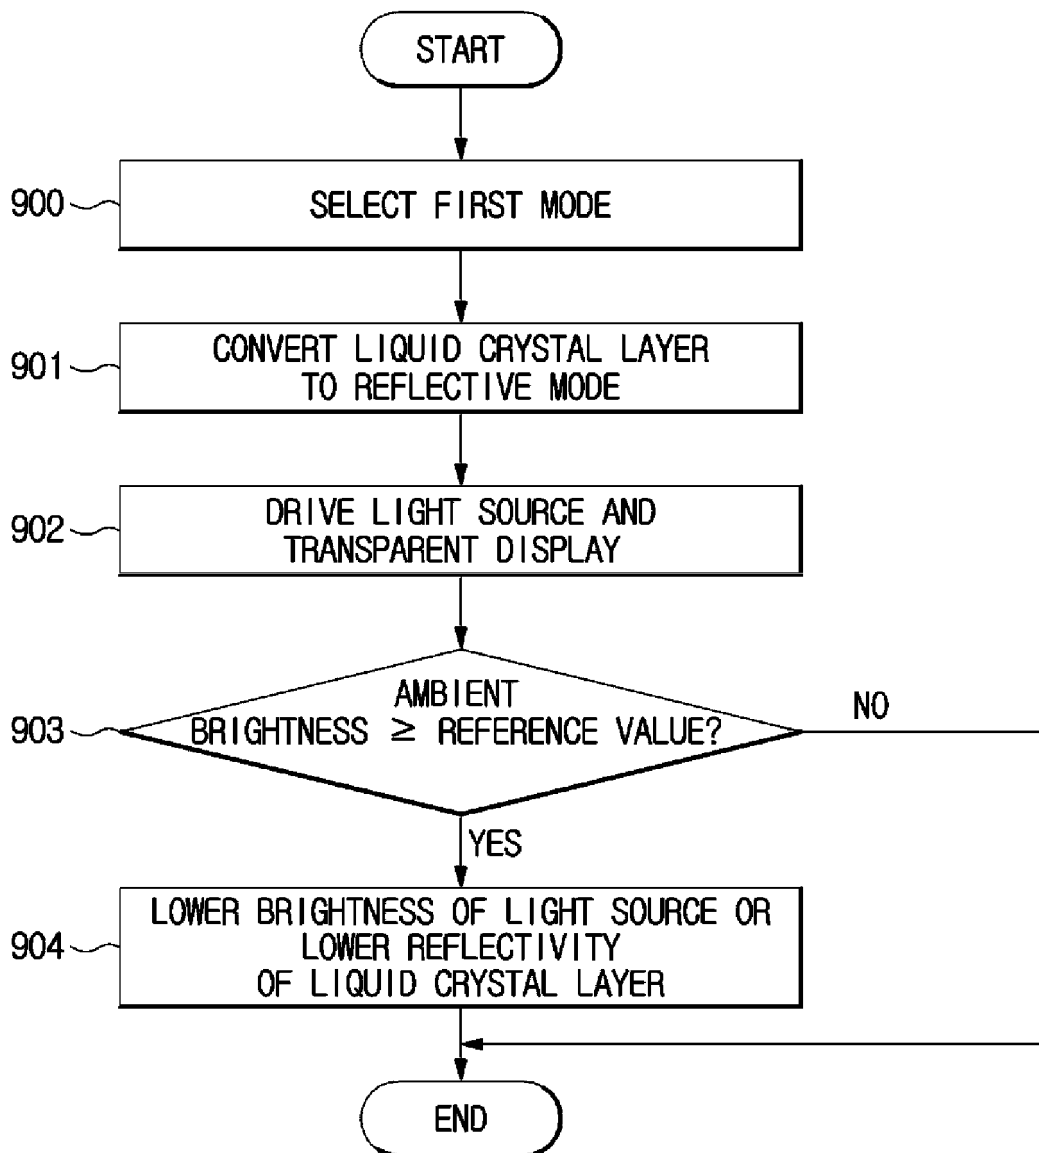 START
900
SELECT FIRST MODE
901
CONVERT LIQUID CRYSTAL LAYER
TO REFLECTIVE MODE
902
DRIVE LIGHT SOURCE AND
TRANSPARENT DISPLAY
903
AMBIENT
BRIGHTNESS ≥ REFERENCE VALUE?
NO
YES
904
LOWER BRIGHTNESS OF LIGHT SOURCE OR
LOWER REFLECTIVITY
OF LIQUID CRYSTAL LAYER
END